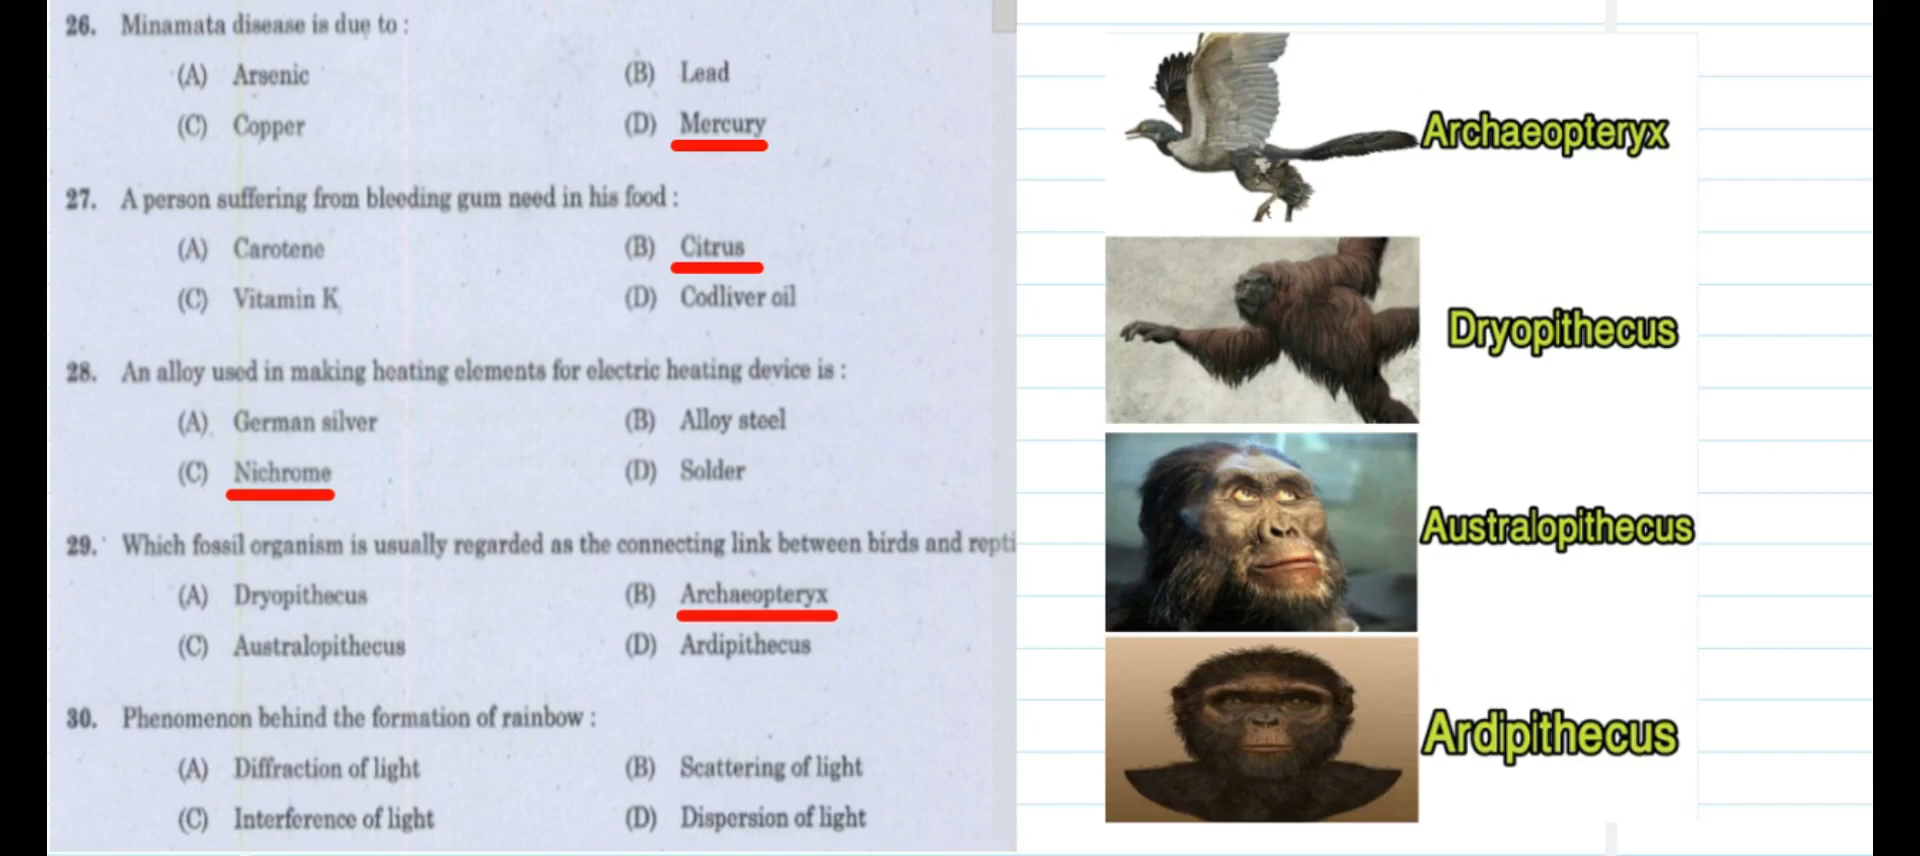 26. Minamata disease is due to :
(A) Arsenic (B) Lead
(C) Copper (D) Mercury
27. A person suffering from bleeding gum need in his food :
(A) Carotene (B) Citrus
(C) Vitamin K (D) Codliver oil
28. An alloy used in making heating elements for electric heating device is :
(A) German silver (B) Alloy steel
(C) Nichrome (D) Solder
29. Which fossil organism is usually regarded as the connecting link between birds and repti
(A) Dryopithecus (B) Archaeopteryx
(C) Australopithecus (D) Ardipithecus
30. Phenomenon behind the formation of rainbow :
(A) Diffraction of light (B) Scattering of light
(C) Interference of light (D) Dispersion of light
Archaeopteryx
Dryopithecus
Australopithecus
Ardipithecus